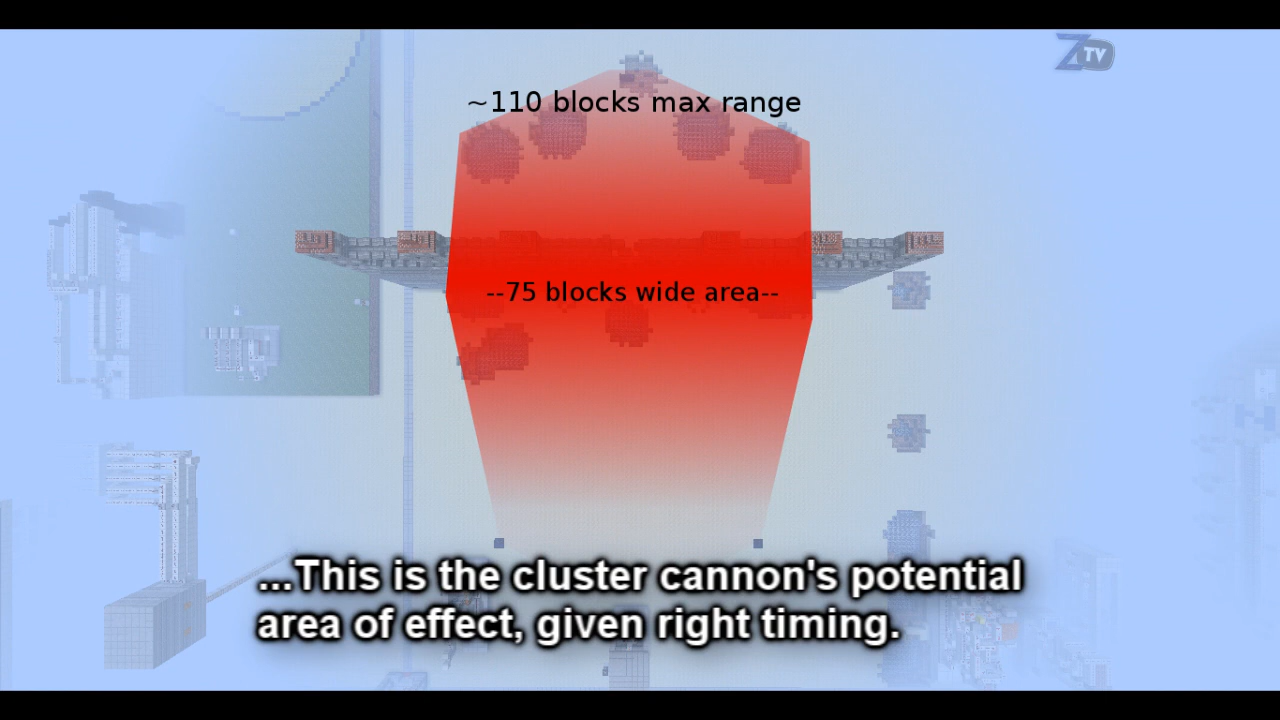 Z TV
~110 blocks max range
--75 blocks wide area--
...This is the cluster cannon's potential
area of effect, given right timing.